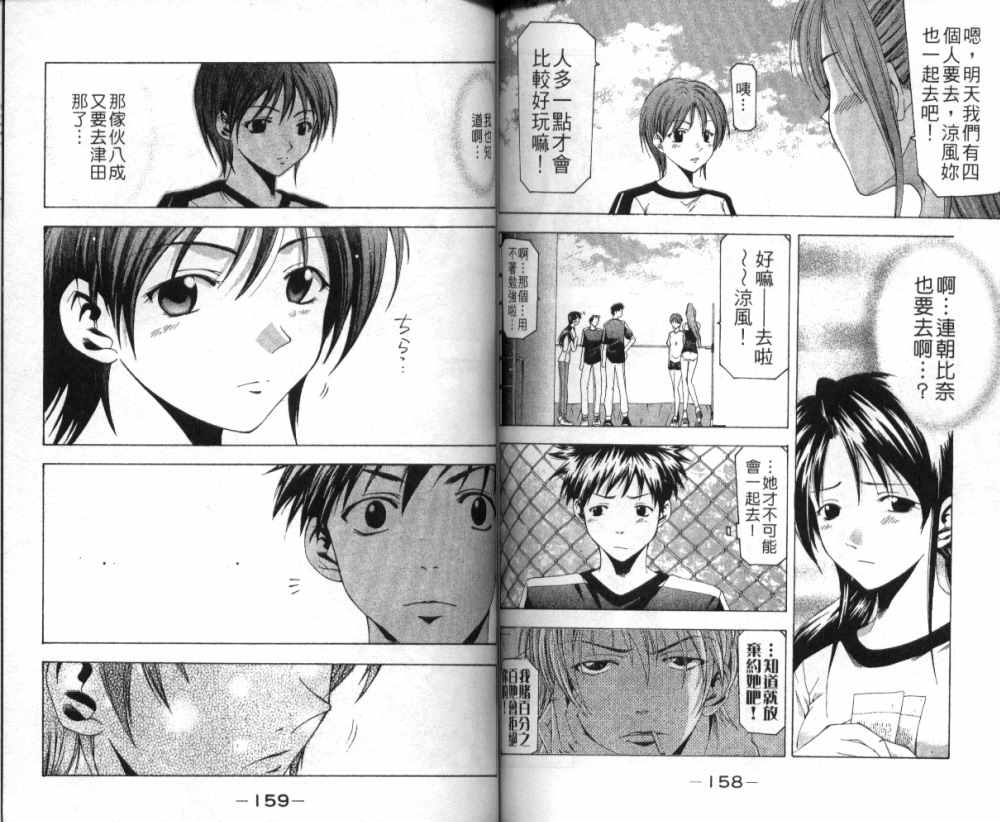 嗯，明天我們有四
個人要去，涼風妳
也一起去吧！
咦…
人多一點才會
比較好玩嘛！
啊…連朝比奈
也要去啊…？
好嘛——去啦
～～涼風！
啊…那個…用
不著勉強啦…
…她才不可能
會一起去！
…知道就放
棄約她吧！
我賭百分之
百她會拒絕
－158－
我也知
道啊…
那傢伙八成
又要去津田
那了…
ちら…
－159－